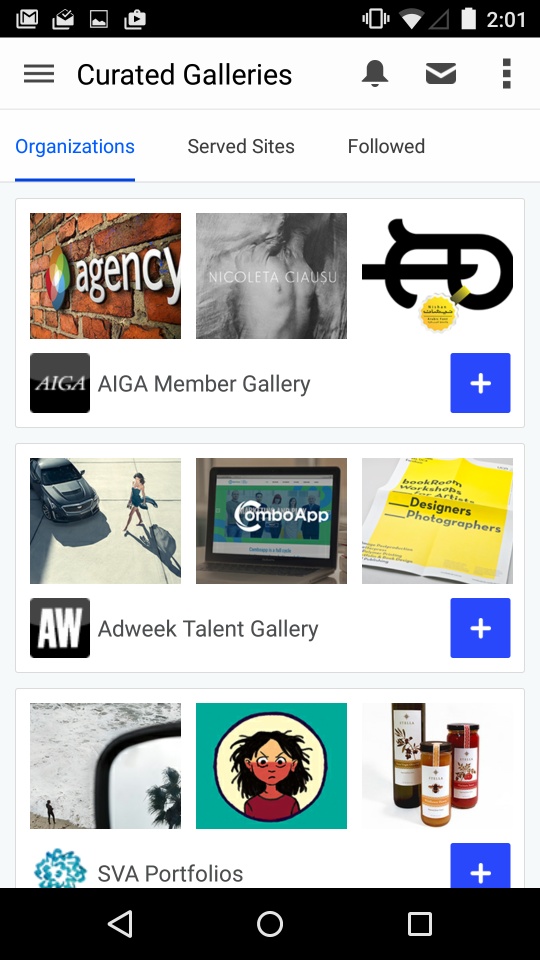 2:01
Curated Galleries
Organizations Served Sites Followed
agency
NICOLETA CIAUSU
AIGA
AIGA Member Gallery
ComboApp
bookRoom
Workshops
for Artists
Designers
Photographers
AW
Adweek Talent Gallery
STELLA
SVA Portfolios